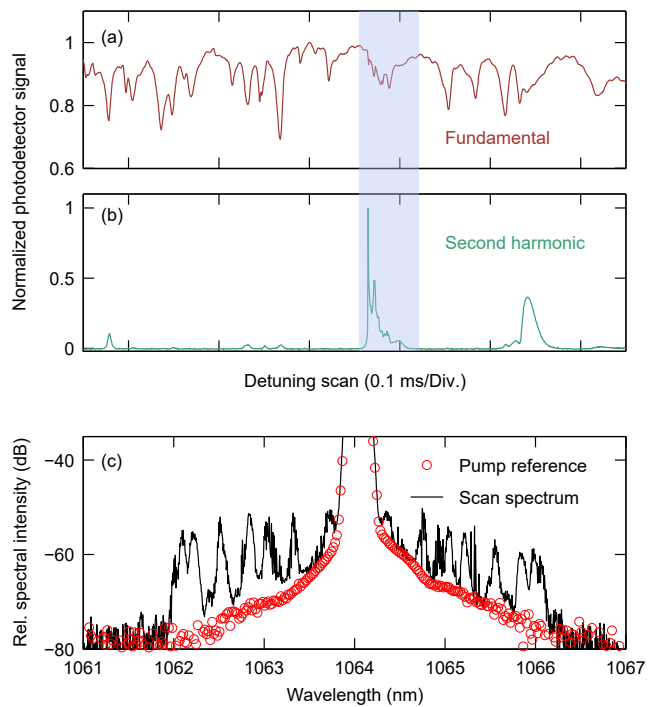 Normalized photodetector signal
(a)
1
0.8
0.6
Fundamental
(b)
1
0.5
0
Second harmonic
Detuning scan (0.1 ms/Div.)
Rel. spectral intensity (dB)
(c)
−40
−60
−80
Pump reference
Scan spectrum
1061 1062 1063 1064 1065 1066 1067
Wavelength (nm)